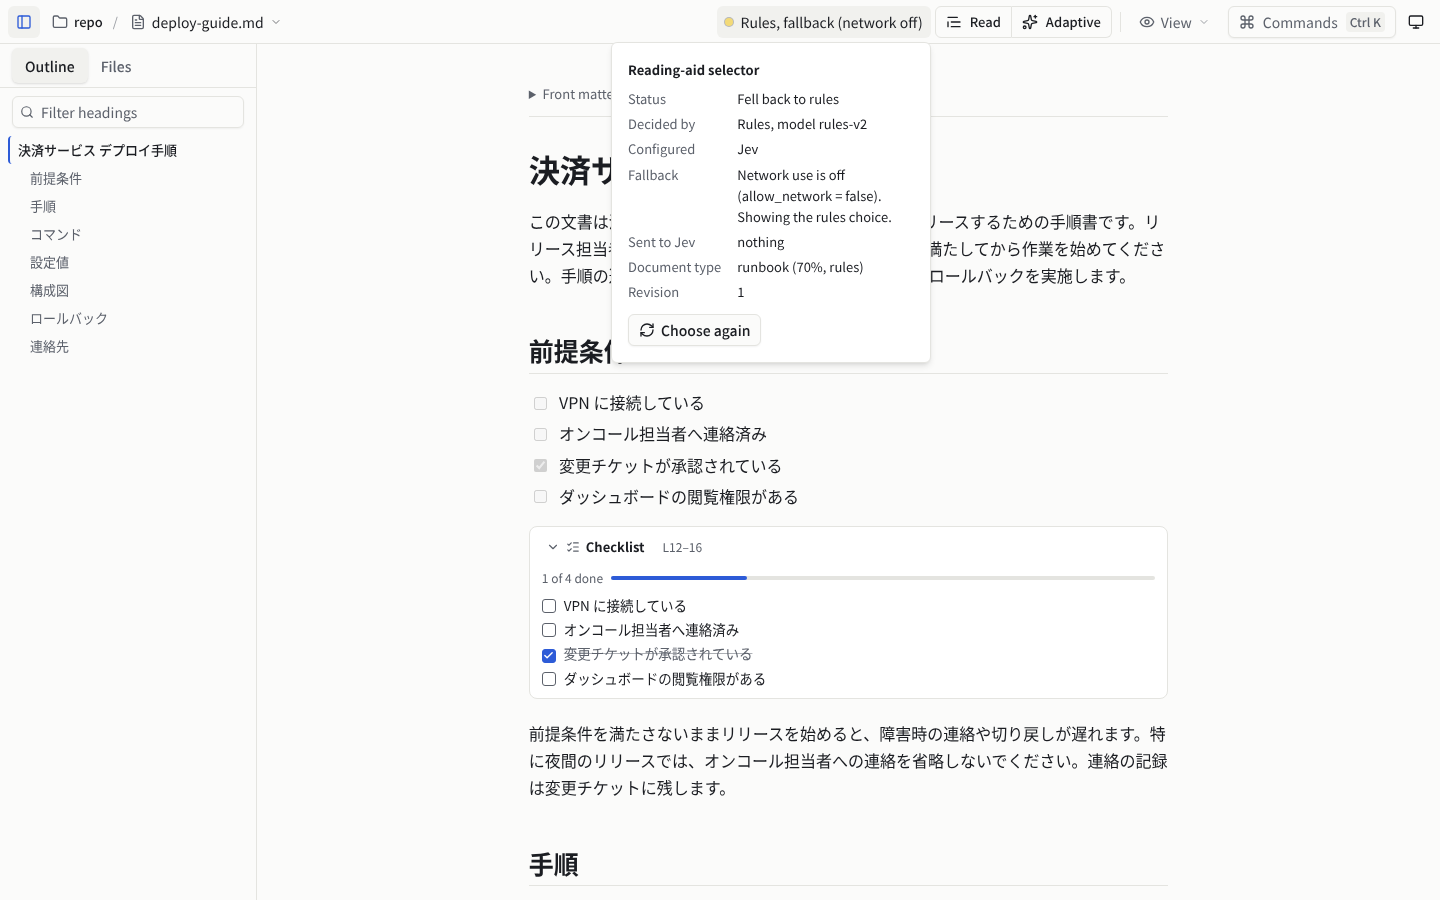 repo / deploy-guide.md
Rules, fallback (network off)
Read
Adaptive
View
Commands Ctrl K
Outline
Files
Filter headings
決済サービス デプロイ手順
前提条件
手順
コマンド
設定値
構成図
ロールバック
連絡先
Reading-aid selector
Status Fell back to rules
Decided by Rules, model rules-v2
Configured Jev
Fallback Network use is off
(allow_network = false).
Showing the rules choice.
Sent to Jev nothing
Document type runbook (70%, rules)
Revision 1
Choose again
Front matte
決済サ
この文書は
リースするための手順書です。リ
リース担当
満たしてから作業を始めてくださ
い。手順の
ロールバックを実施します。
前提条件
VPN に接続している
オンコール担当者へ連絡済み
変更チケットが承認されている
ダッシュボードの閲覧権限がある
Checklist L12–16
1 of 4 done
VPN に接続している
オンコール担当者へ連絡済み
変更チケットが承認されている
ダッシュボードの閲覧権限がある
前提条件を満たさないままリリースを始めると、障害時の連絡や切り戻しが遅れます。特
に夜間のリリースでは、オンコール担当者への連絡を省略しないでください。連絡の記録
は変更チケットに残します。
手順